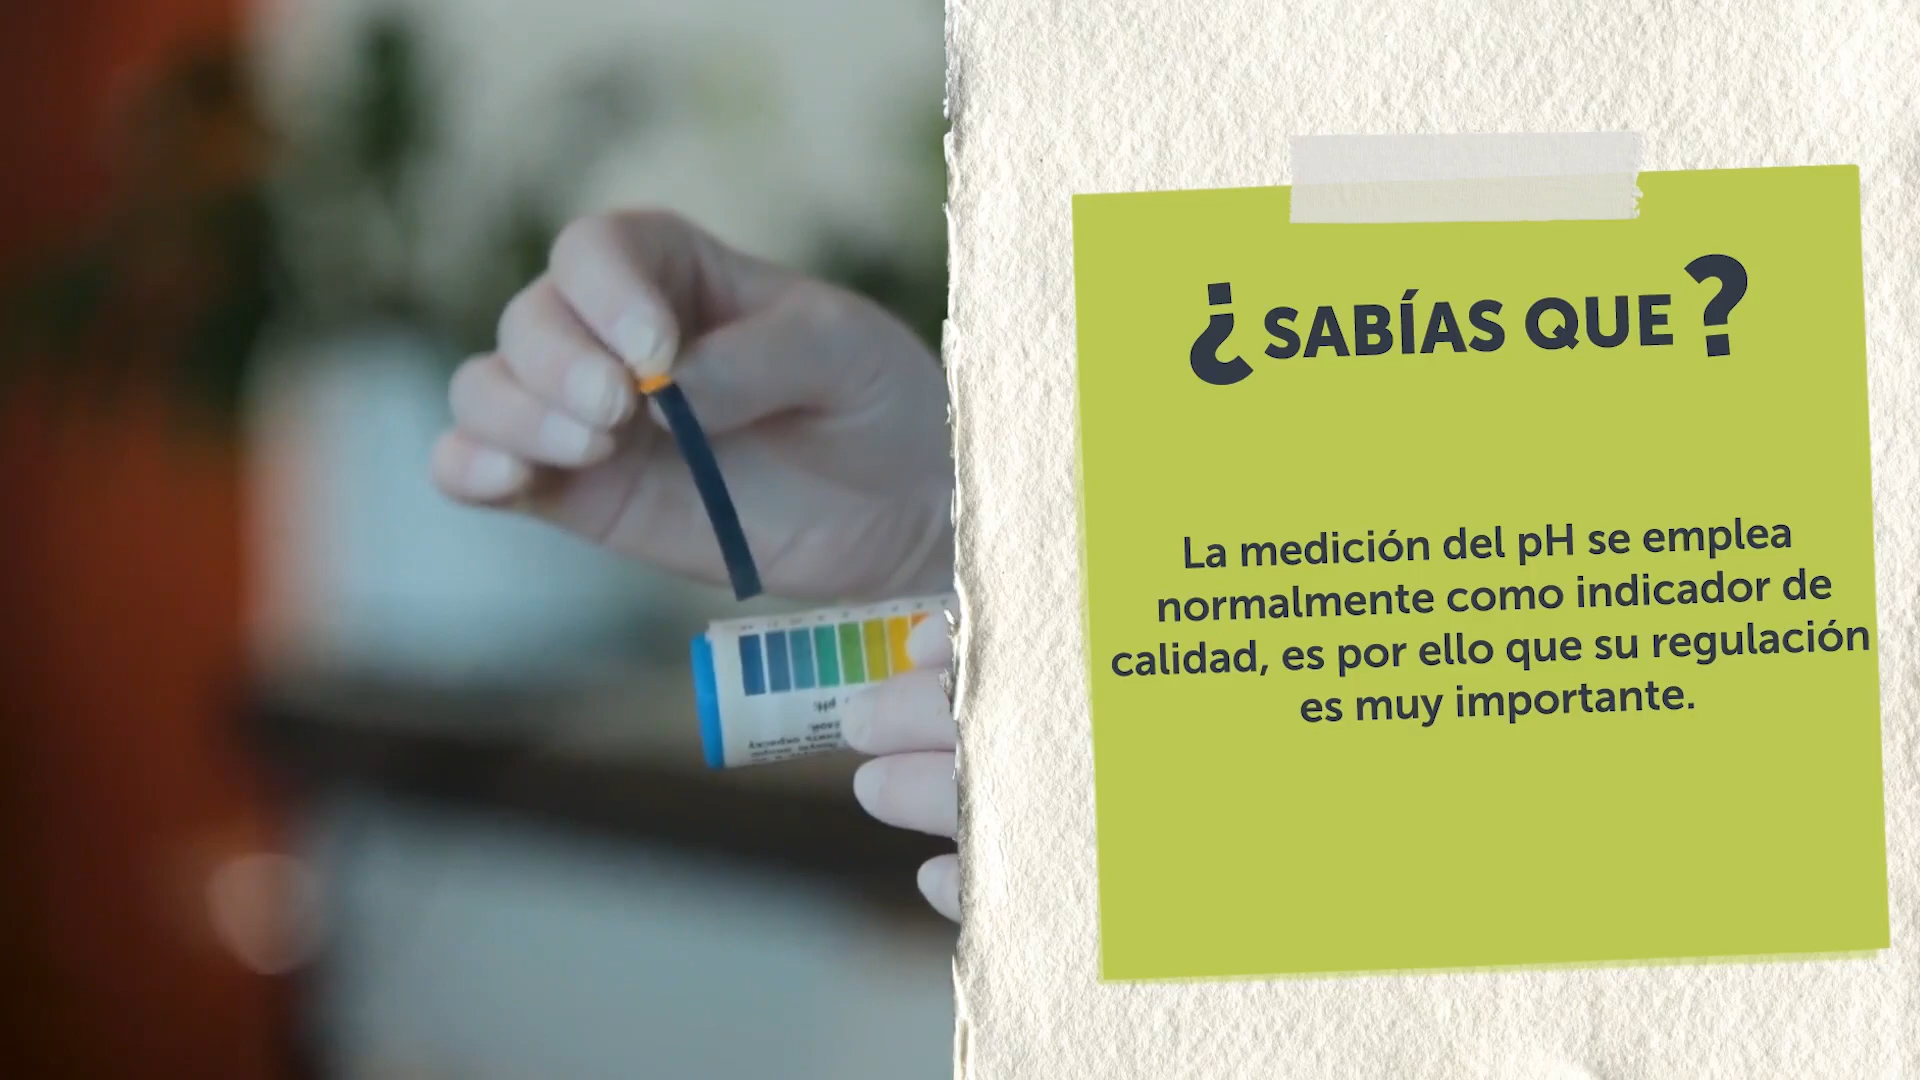 ¿SABÍAS QUE?
La medición del pH se emplea
normalmente como indicador de
calidad, es por ello que su regulación
es muy importante.
pH: